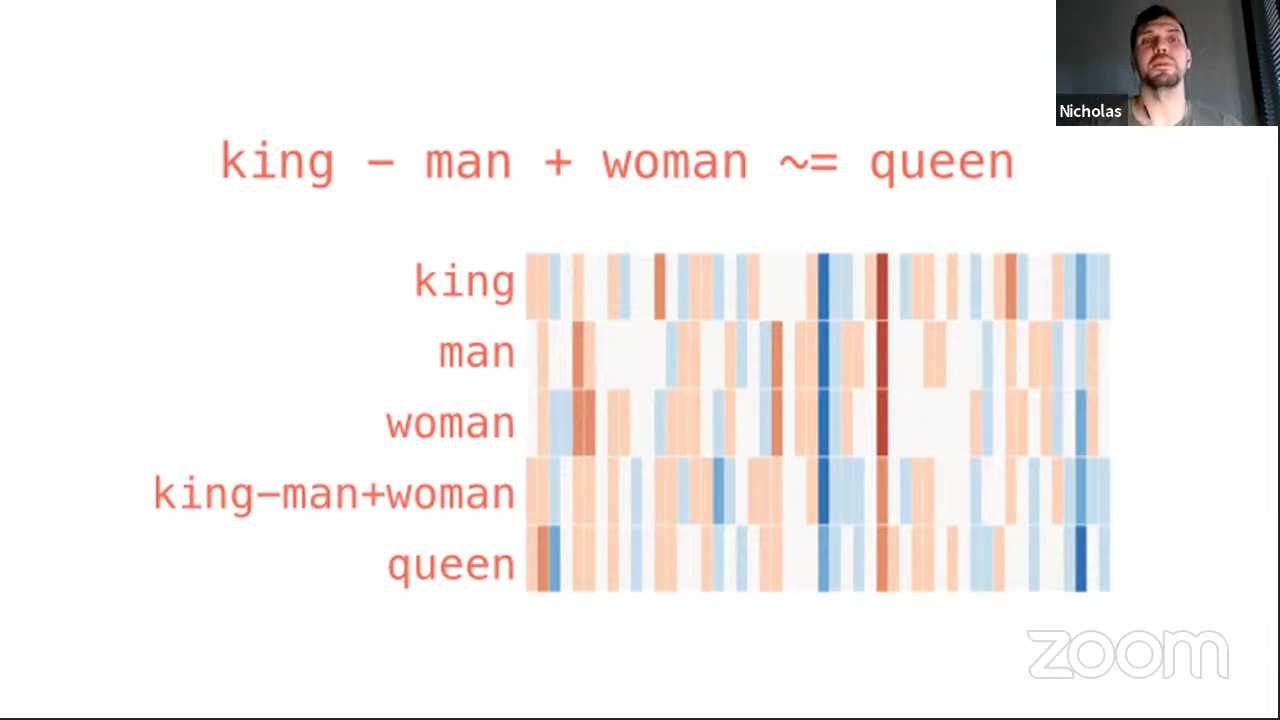 Nicholas
king - man + woman ~= queen
king
man
woman
king-man+woman
queen
zoom